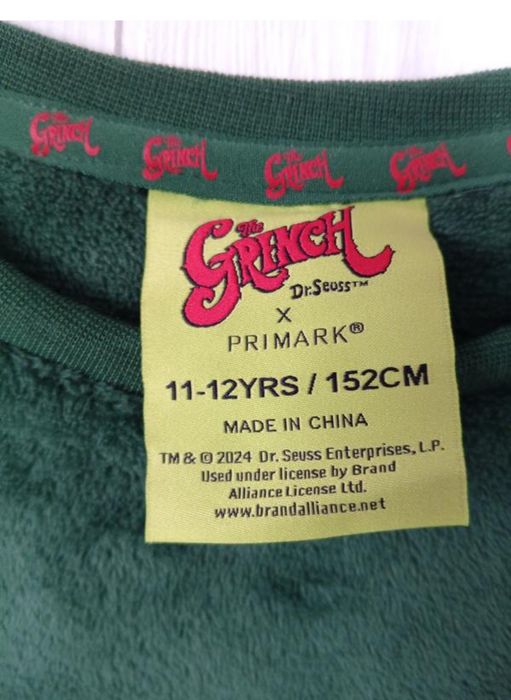 The GRINCH The GRINCH The GRINCH The GRINCH
The
GRINCH
Dr. Seuss™
X
PRIMARK®
11-12YRS / 152CM
MADE IN CHINA
TM & © 2024 Dr. Seuss Enterprises, L.P.
Used under license by Brand
Alliance License Ltd.
www.brandalliance.net